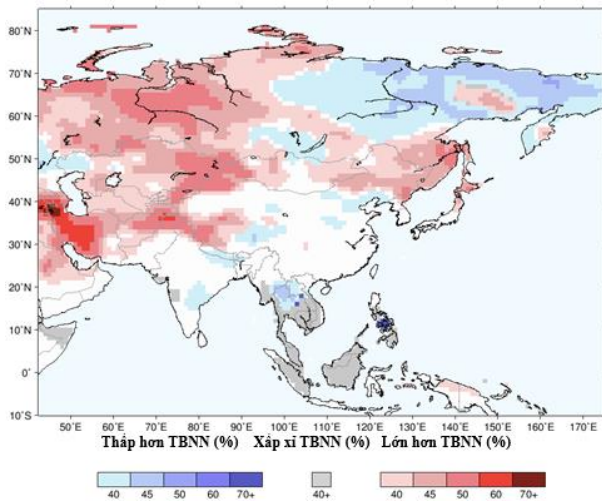 80°N
70°N
60°N
50°N
40°N
30°N
20°N
10°N
0°
10°S
50°E 60°E 70°E 80°E 90°E 100°E 110°E 120°E 130°E 140°E 150°E 160°E 170°E
Thấp hơn TBNN (%) Xấp xỉ TBNN (%) Lớn hơn TBNN (%)
40 45 50 60 70+ 40+ 40 45 50 60 70+